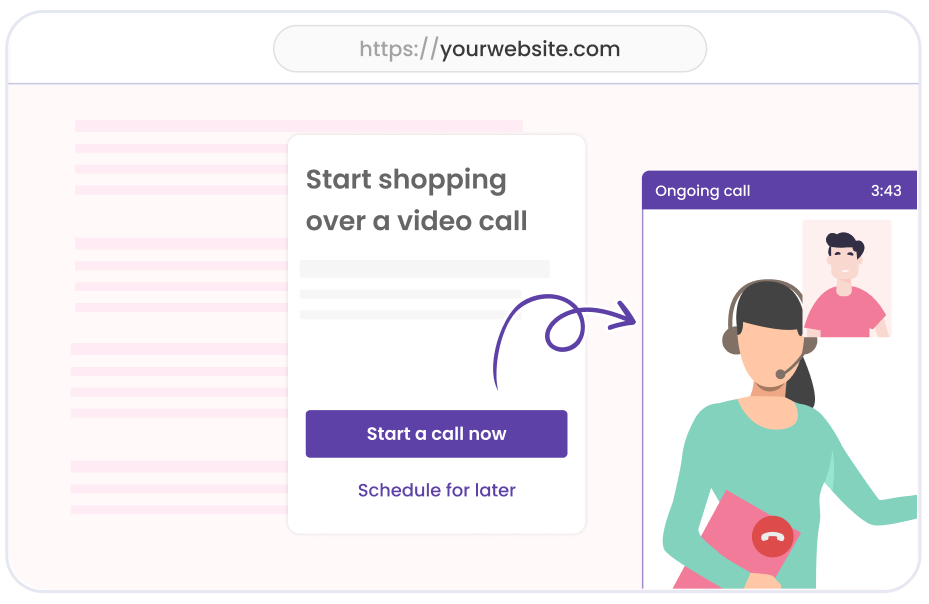 https://yourwebsite.com
Start shopping
over a video call
Start a call now
Schedule for later
Ongoing call 3:43